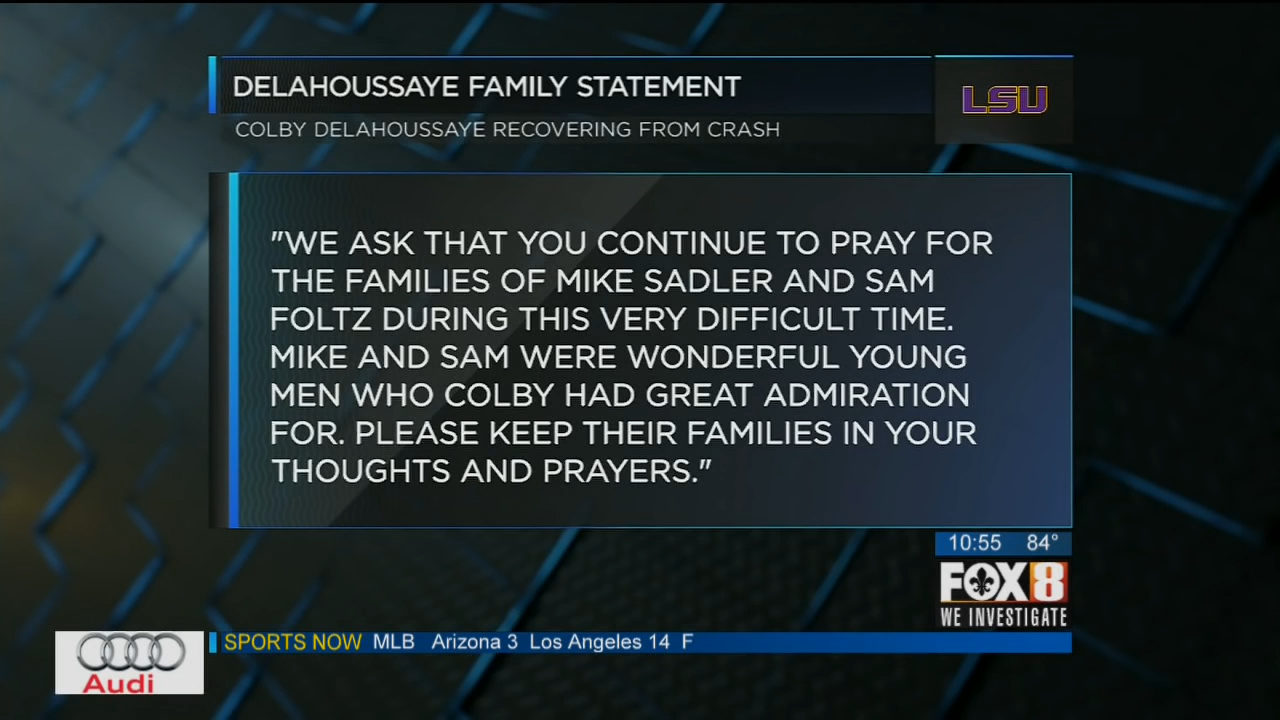 DELAHOUSSAYE FAMILY STATEMENT
LSU
COLBY DELAHOUSSAYE RECOVERING FROM CRASH
"WE ASK THAT YOU CONTINUE TO PRAY FOR
THE FAMILIES OF MIKE SADLER AND SAM
FOLTZ DURING THIS VERY DIFFICULT TIME.
MIKE AND SAM WERE WONDERFUL YOUNG
MEN WHO COLBY HAD GREAT ADMIRATION
FOR. PLEASE KEEP THEIR FAMILIES IN YOUR
THOUGHTS AND PRAYERS."
10:55 84°
FOX 8
WE INVESTIGATE
SPORTS NOW MLB Arizona 3 Los Angeles 14 F
Audi